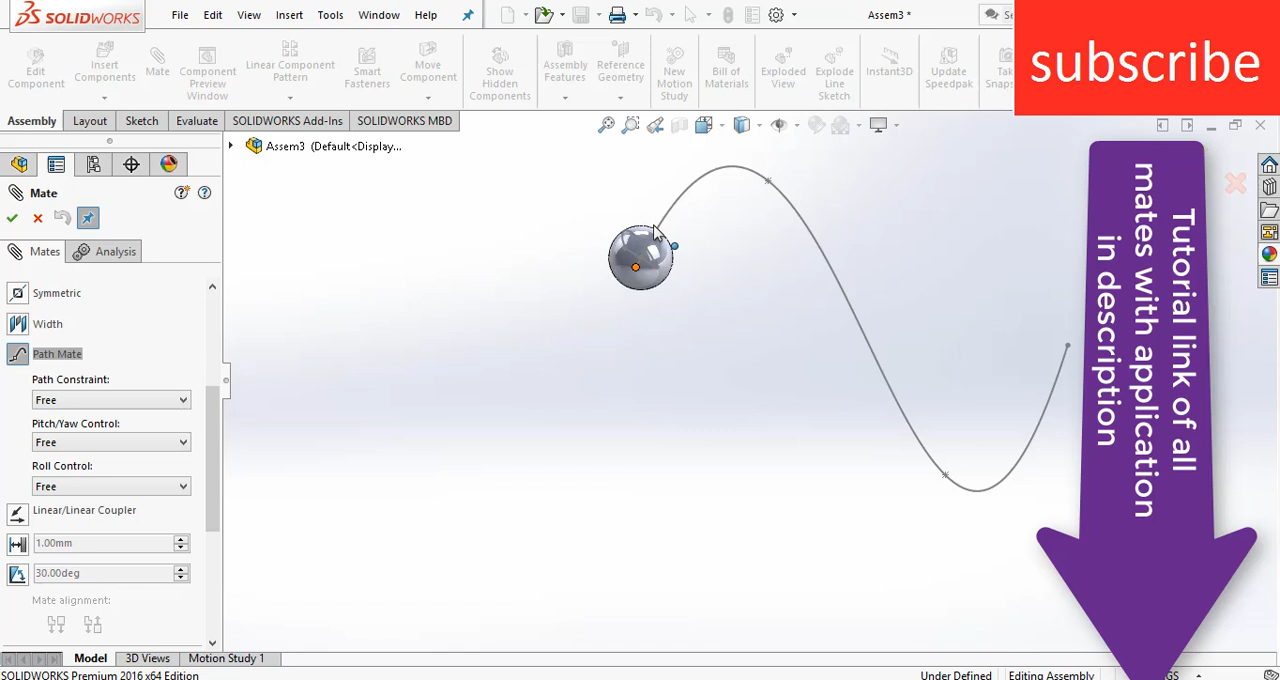 SOLIDWORKS
File Edit View Insert Tools Window Help
Assem3 *
Edit Component
Insert Components
Mate
Component Preview Window
Linear Component Pattern
Smart Fasteners
Move Component
Show Hidden Components
Assembly Features
Reference Geometry
New Motion Study
Bill of Materials
Exploded View
Explode Line Sketch
Instant3D
Update Speedpak
subscribe
Assembly Layout Sketch Evaluate SOLIDWORKS Add-Ins SOLIDWORKS MBD
Assem3 (Default<Display...
Mate
Mates Analysis
Symmetric
Width
Path Mate
Path Constraint:
Free
Pitch/Yaw Control:
Free
Roll Control:
Free
Linear/Linear Coupler
1.00mm
30.00deg
Mate alignment:
Tutorial link of all
mates with application
in description
Model 3D Views Motion Study 1
SOLIDWORKS Premium 2016 x64 Edition
Under Defined Editing Assembly